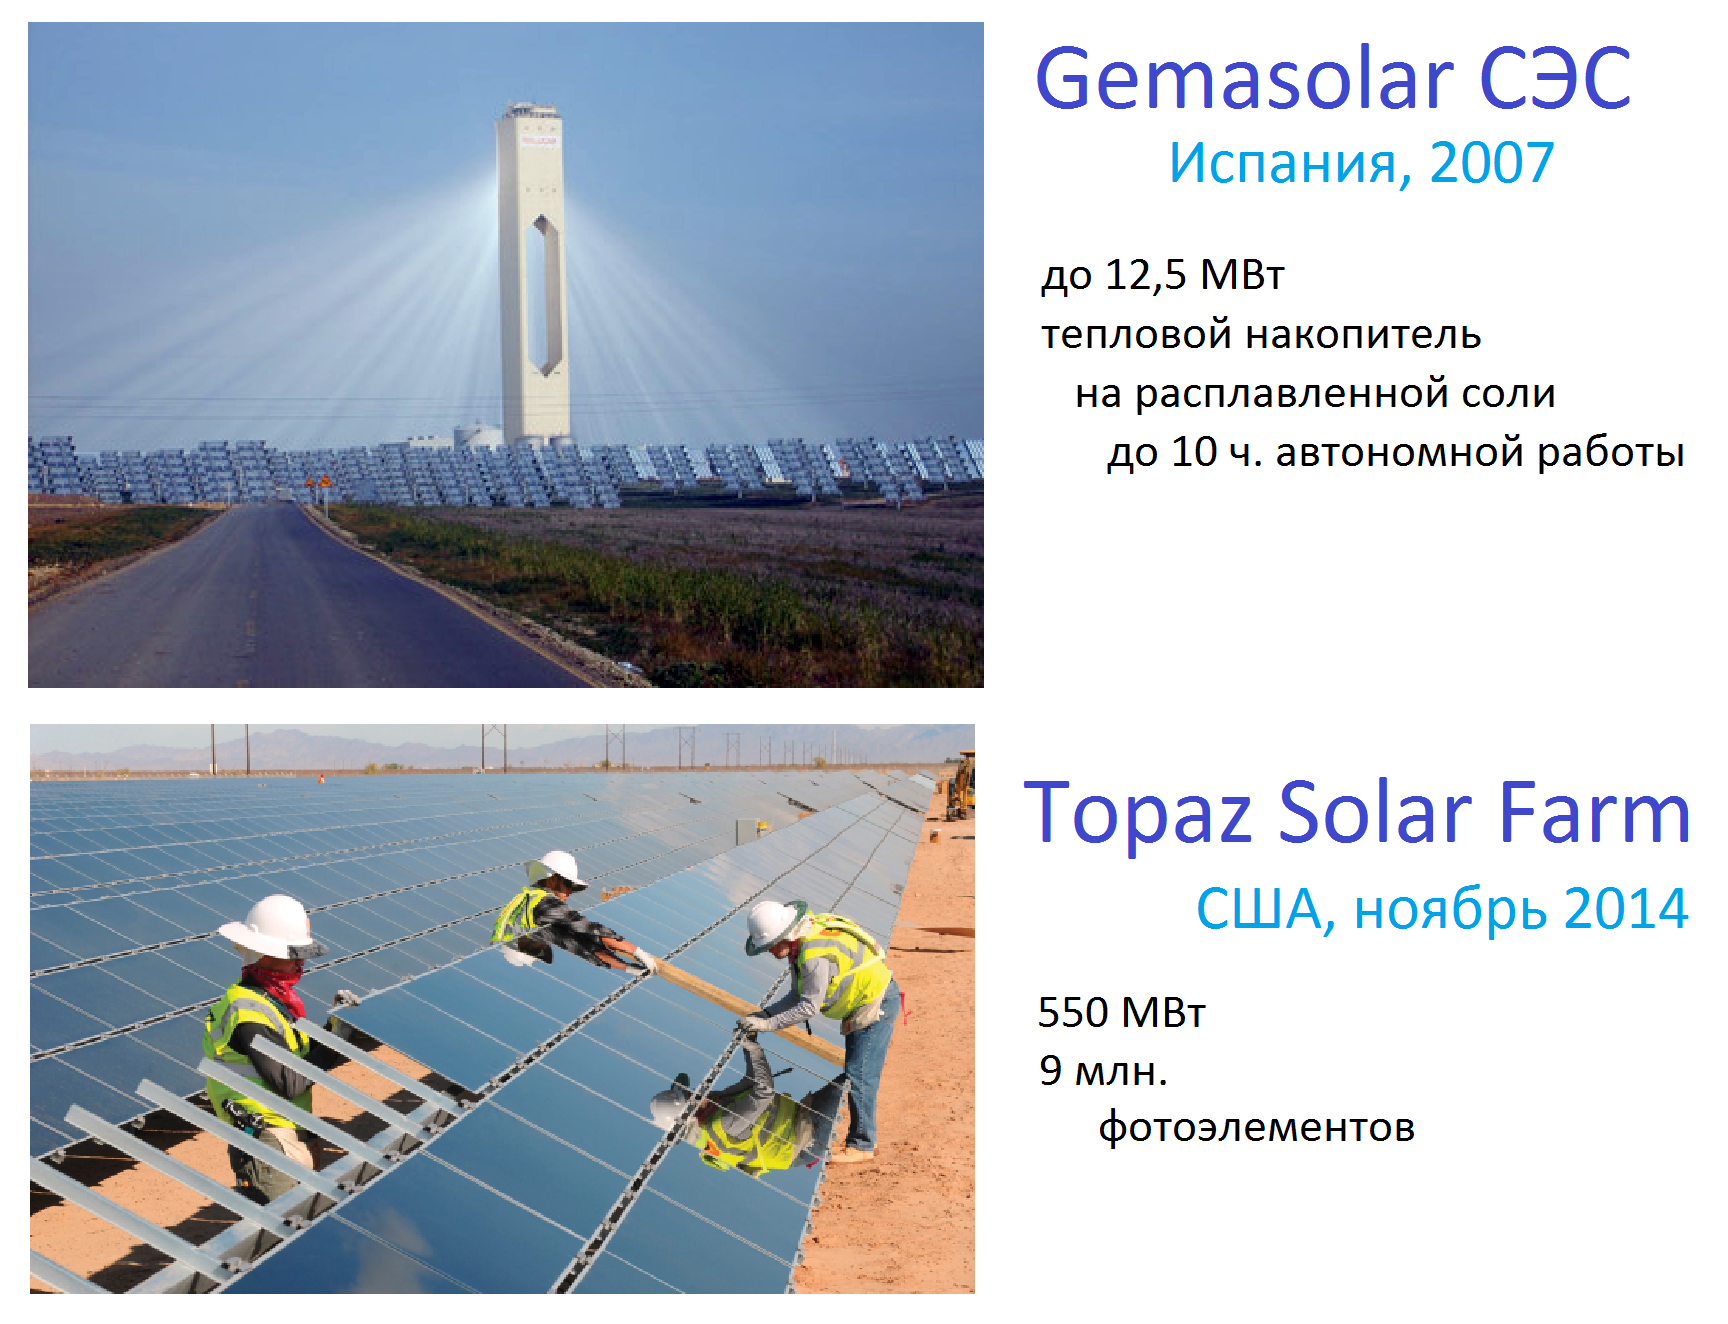 Gemasolar СЭС
Испания, 2007
до 12,5 МВт
тепловой накопитель
на расплавленной соли
до 10 ч. автономной работы
Topaz Solar Farm
США, ноябрь 2014
550 МВт
9 млн.
фотоэлементов